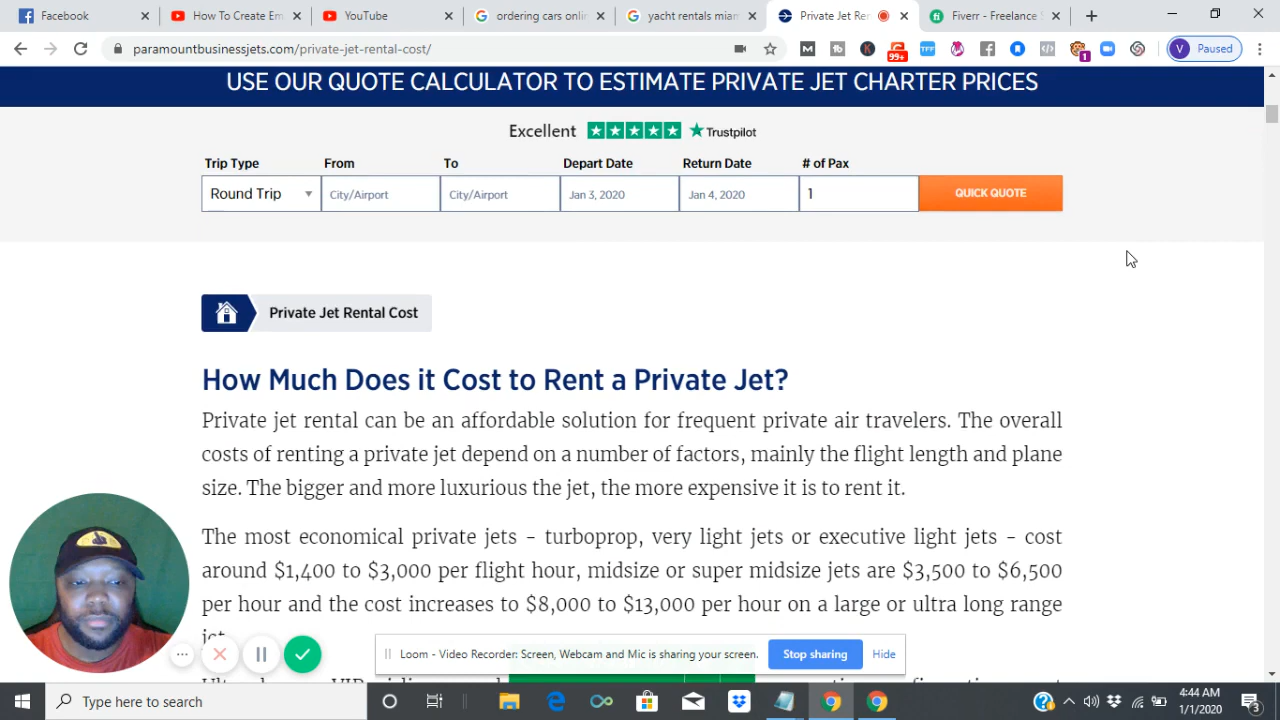 Facebook
How To Create Em
YouTube
ordering cars onlin
yacht rentals miam
Private Jet Ren
Fiverr - Freelance S
paramountbusinessjets.com/private-jet-rental-cost/
99+
TFF
1
V Paused
USE OUR QUOTE CALCULATOR TO ESTIMATE PRIVATE JET CHARTER PRICES
Excellent Trustpilot
Trip Type From To Depart Date Return Date # of Pax
Round Trip City/Airport City/Airport Jan 3, 2020 Jan 4, 2020 1 QUICK QUOTE
Private Jet Rental Cost
How Much Does it Cost to Rent a Private Jet?
Private jet rental can be an affordable solution for frequent private air travelers. The overall
costs of renting a private jet depend on a number of factors, mainly the flight length and plane
size. The bigger and more luxurious the jet, the more expensive it is to rent it.
The most economical private jets - turboprop, very light jets or executive light jets - cost
around $1,400 to $3,000 per flight hour, midsize or super midsize jets are $3,500 to $6,500
per hour and the cost increases to $8,000 to $13,000 per hour on a large or ultra long range
jet.
Loom - Video Recorder: Screen, Webcam and Mic is sharing your screen. Stop sharing Hide
Type here to search
4:44 AM
1/1/2020
3